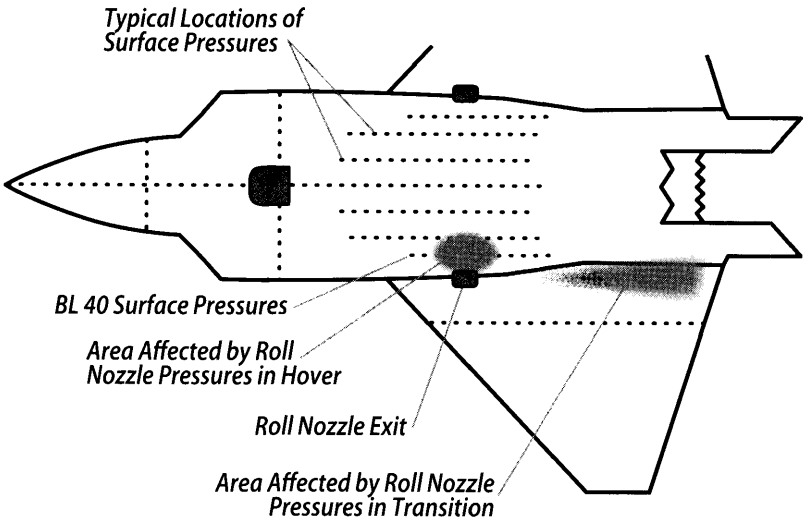 Typical Locations of
Surface Pressures
BL 40 Surface Pressures
Area Affected by Roll
Nozzle Pressures in Hover
Roll Nozzle Exit
Area Affected by Roll Nozzle
Pressures in Transition